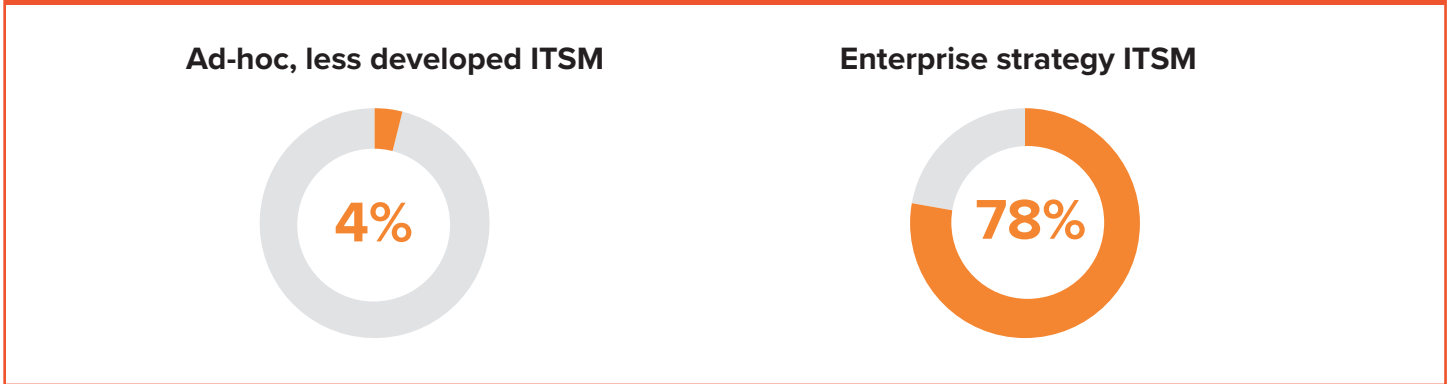 Ad-hoc, less developed ITSM
Enterprise strategy ITSM
4%
78%